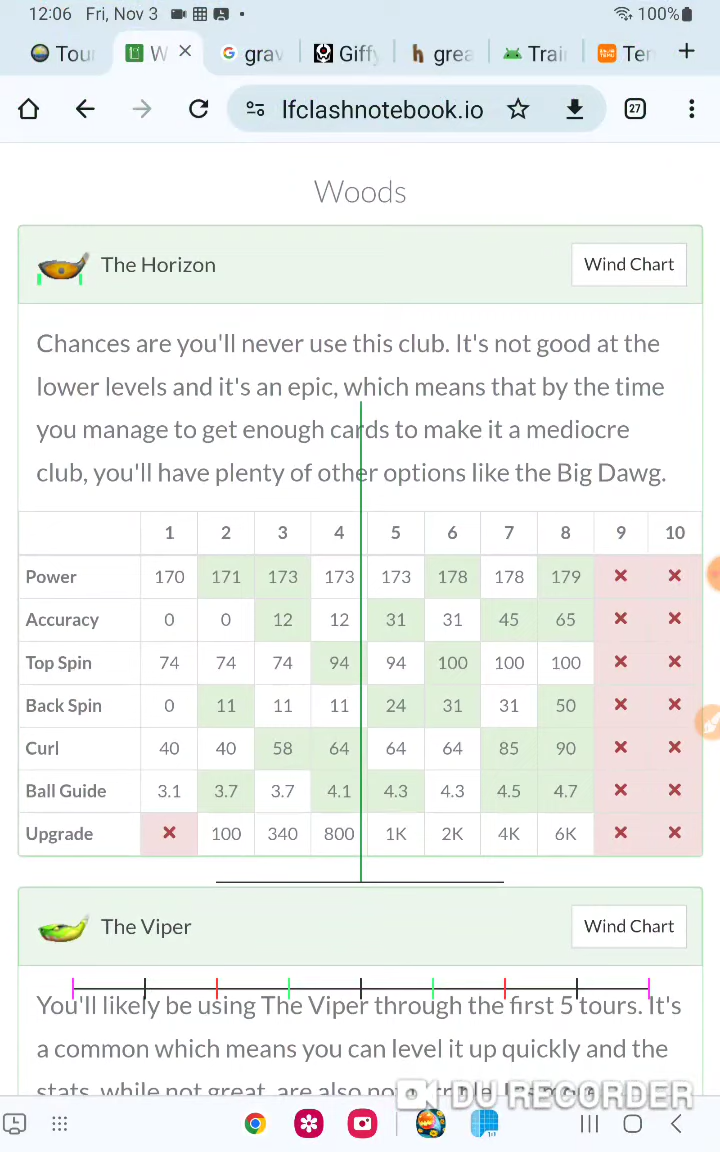 12:06 Fri, Nov 3 100%
Tour W grav Giffy grea Train Ten
lfclashnotebook.io 27
Woods
The Horizon Wind Chart
Chances are you'll never use this club. It's not good at the
lower levels and it's an epic, which means that by the time
you manage to get enough cards to make it a mediocre
club, you'll have plenty of other options like the Big Dawg.
1 2 3 4 5 6 7 8 9 10
Power 170 171 173 173 173 178 178 179 × ×
Accuracy 0 0 12 12 31 31 45 65 × ×
Top Spin 74 74 74 94 94 100 100 100 × ×
Back Spin 0 11 11 11 24 31 31 50 × ×
Curl 40 40 58 64 64 64 85 90 × ×
Ball Guide 3.1 3.7 3.7 4.1 4.3 4.3 4.5 4.7 × ×
Upgrade × 100 340 800 1K 2K 4K 6K × ×
The Viper Wind Chart
You'll likely be using The Viper through the first 5 tours. It's
a common which means you can level it up quickly and the
stats, while not great, are also not
DU RECORDER